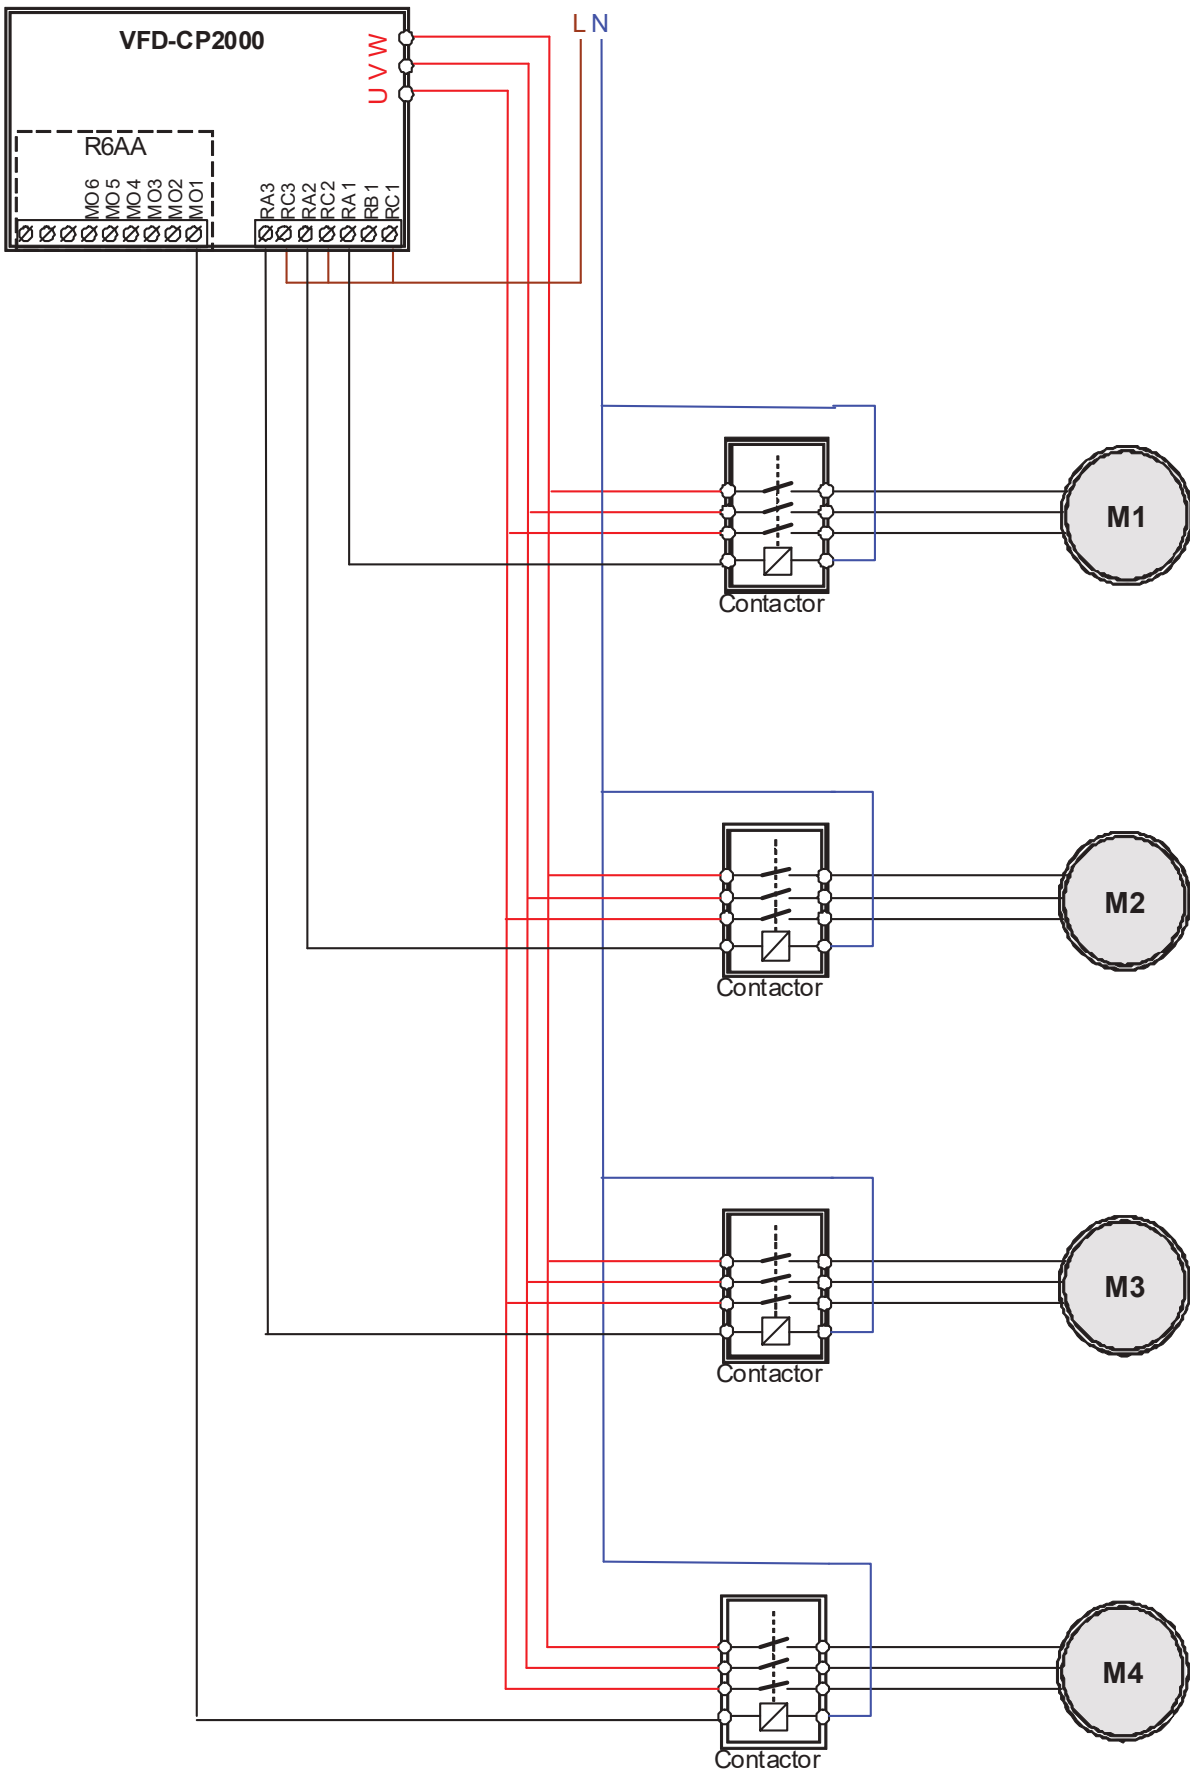 L N
VFD-CP2000
U V W
R6AA
MO6
MO5
MO4
MO3
MO2
MO1
RA3
RC3
RA2
RC2
RA1
RB1
RC1
M1
Contactor
M2
Contactor
M3
Contactor
M4
Contactor